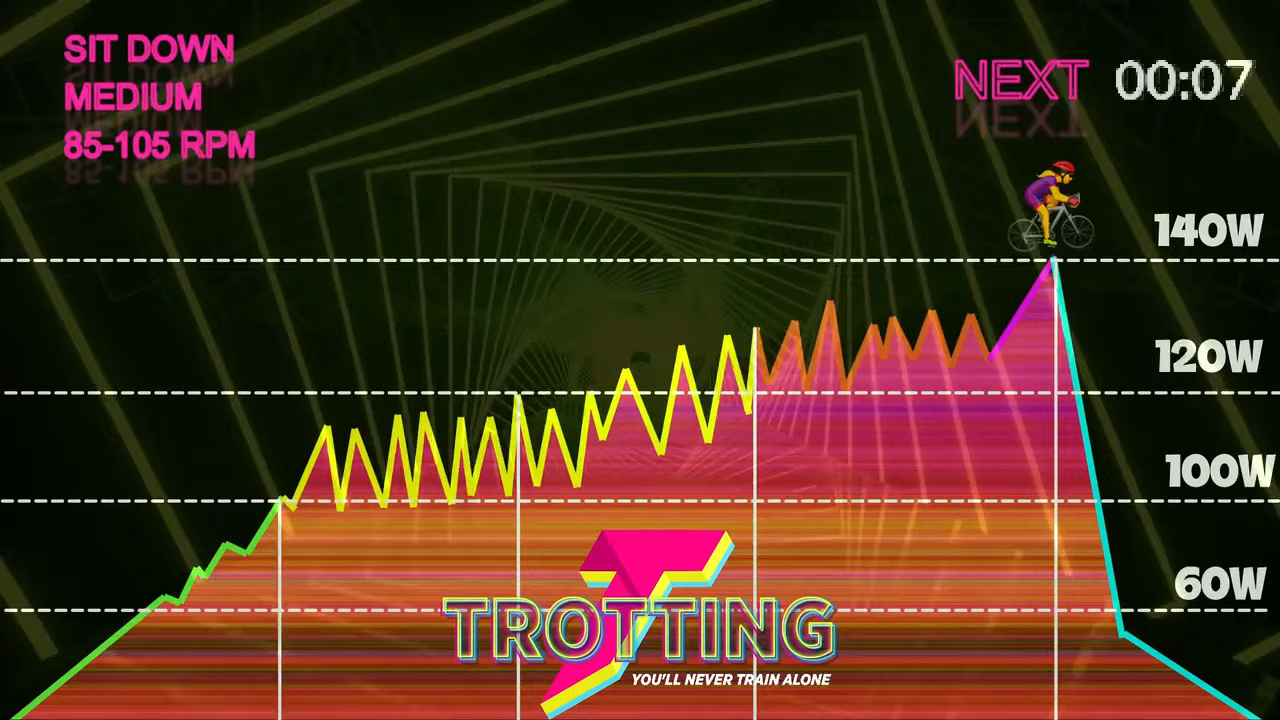 SIT DOWN
MEDIUM
85-105 RPM
NEXT 00:07
140W
120W
100W
60W
TROTTING
YOU'LL NEVER TRAIN ALONE